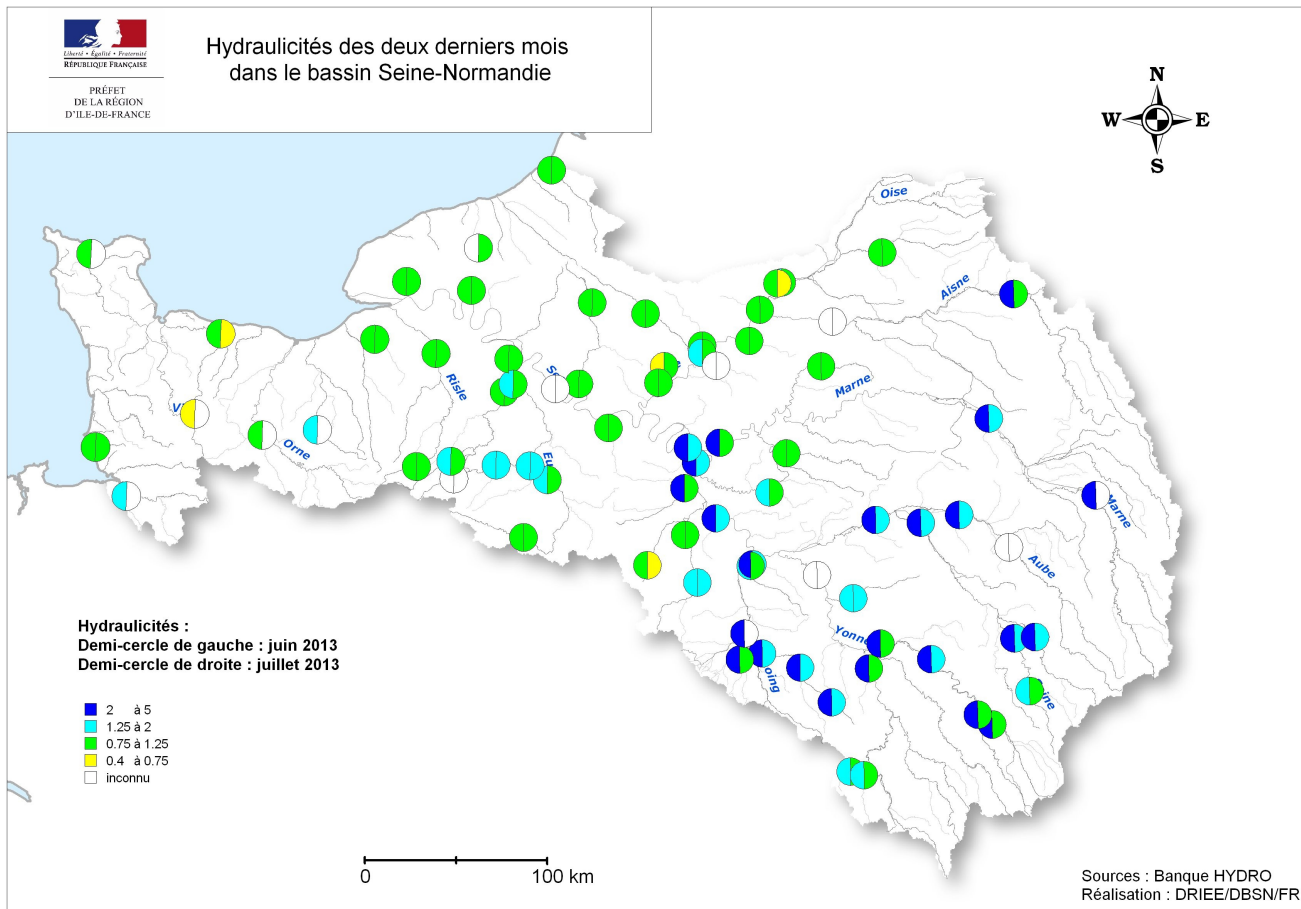 Liberté • Égalité • Fraternité
RÉPUBLIQUE FRANÇAISE
PRÉFET
DE LA RÉGION
D'ILE-DE-FRANCE
Hydraulicités des deux derniers mois
dans le bassin Seine-Normandie
N
W
E
S
Oise
Aisne
Marne
Risle
Orne
Marne
Aube
Yonne
Hydraulicités :
Demi-cercle de gauche : juin 2013
Demi-cercle de droite : juillet 2013
2 à 5
1.25 à 2
0.75 à 1.25
0.4 à 0.75
inconnu
0
100 km
Sources : Banque HYDRO
Réalisation : DRIEE/DBSN/FR